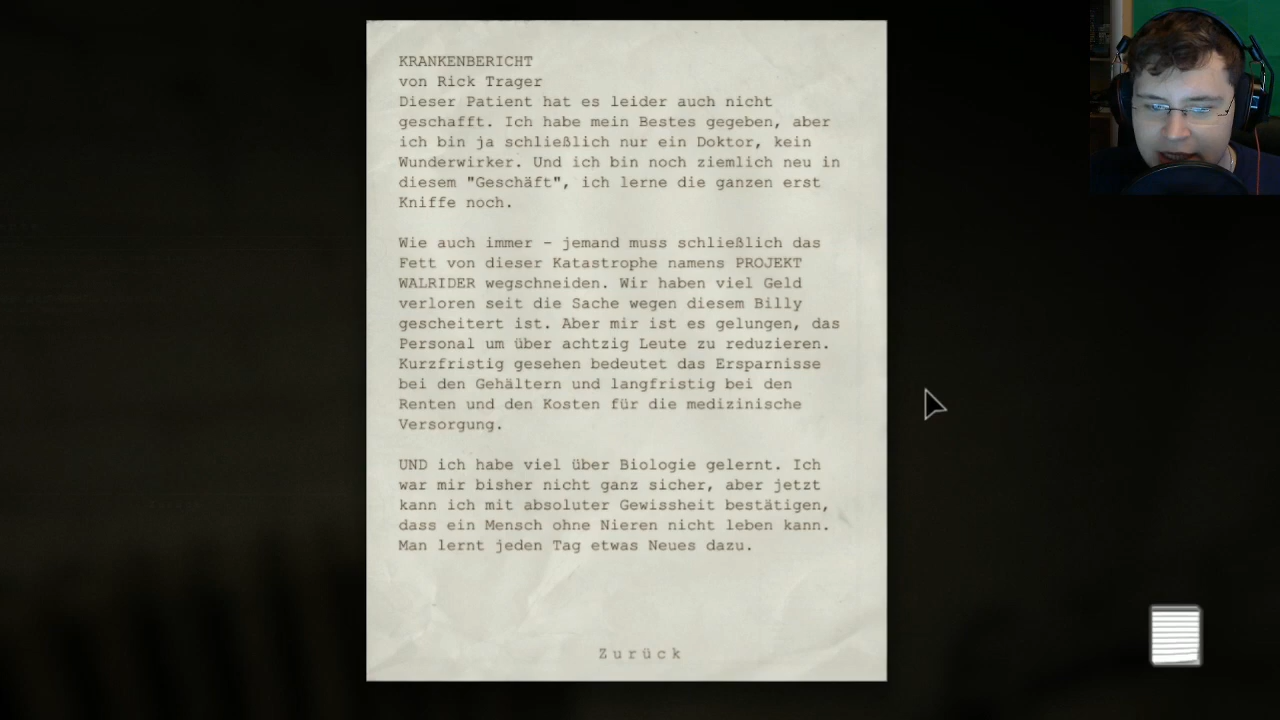 KRANKENBERICHT
von Rick Trager
Dieser Patient hat es leider auch nicht
geschafft. Ich habe mein Bestes gegeben, aber
ich bin ja schließlich nur ein Doktor, kein
Wunderwirker. Und ich bin noch ziemlich neu in
diesem "Geschäft", ich lerne die ganzen erst
Kniffe noch.
Wie auch immer - jemand muss schließlich das
Fett von dieser Katastrophe namens PROJEKT
WALRIDER wegschneiden. Wir haben viel Geld
verloren seit die Sache wegen diesem Billy
gescheitert ist. Aber mir ist es gelungen, das
Personal um über achtzig Leute zu reduzieren.
Kurzfristig gesehen bedeutet das Ersparnisse
bei den Gehältern und langfristig bei den
Renten und den Kosten für die medizinische
Versorgung.
UND ich habe viel über Biologie gelernt. Ich
war mir bisher nicht ganz sicher, aber jetzt
kann ich mit absoluter Gewissheit bestätigen,
dass ein Mensch ohne Nieren nicht leben kann.
Man lernt jeden Tag etwas Neues dazu.
Zurück